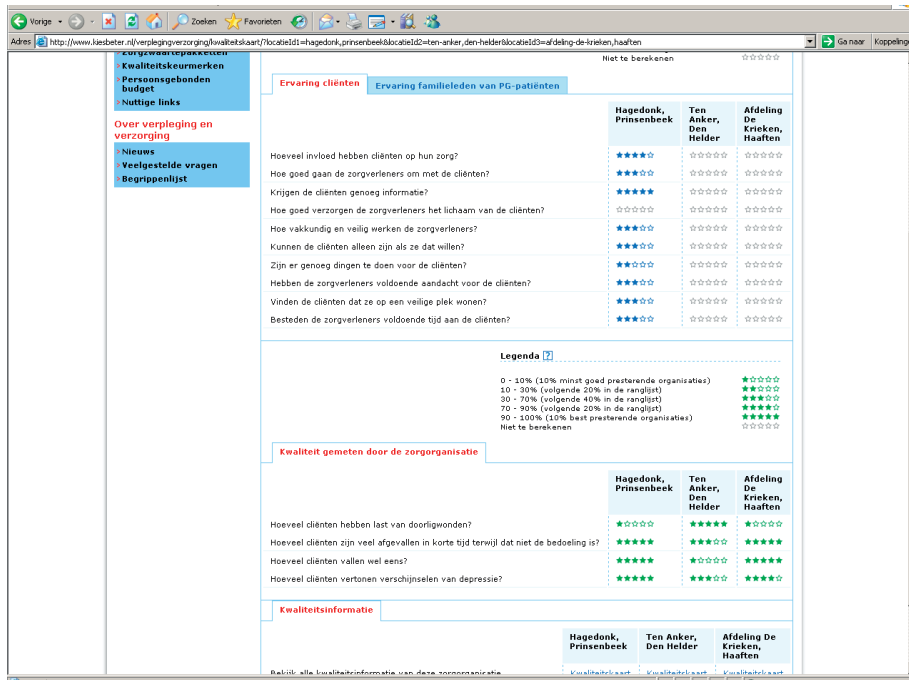 Vorige
Zoeken
Favorieten
Adres http://www.kiesbeter.nl/verplegingverzorging/kwaliteitskaart/?locatieId1=hagedonk,prinsenbeek&locatieId2=ten-anker,den-helder&locatieId3=afdeling-de-krieken,haaften
Ga naar
Koppelinge
Zorgzwaartepakketten
Kwaliteitskeurmerken
Persoonsgebonden
budget
Nuttige links
Over verpleging en
verzorging
Nieuws
Veelgestelde vragen
Begrippenlijst
Niet te berekenen
Ervaring cliënten
Ervaring familieleden van PG-patiënten
Hagedonk,
Prinsenbeek
Ten
Anker,
Den
Helder
Afdeling
De
Krieken,
Haaften
Hoeveel invloed hebben cliënten op hun zorg?
Hoe goed gaan de zorgverleners om met de cliënten?
Krijgen de cliënten genoeg informatie?
Hoe goed verzorgen de zorgverleners het lichaam van de cliënten?
Hoe vakkundig en veilig werken de zorgverleners?
Kunnen de cliënten alleen zijn als ze dat willen?
Zijn er genoeg dingen te doen voor de cliënten?
Hebben de zorgverleners voldoende aandacht voor de cliënten?
Vinden de cliënten dat ze op een veilige plek wonen?
Besteden de zorgverleners voldoende tijd aan de cliënten?
Legenda ?
0 - 10% (10% minst goed presterende organisaties)
10 - 30% (volgende 20% in de ranglijst)
30 - 70% (volgende 40% in de ranglijst)
70 - 90% (volgende 20% in de ranglijst)
90 - 100% (10% best presterende organisaties)
Niet te berekenen
Kwaliteit gemeten door de zorgorganisatie
Hagedonk,
Prinsenbeek
Ten
Anker,
Den
Helder
Afdeling
De
Krieken,
Haaften
Hoeveel cliënten hebben last van doorligwonden?
Hoeveel cliënten zijn veel afgevallen in korte tijd terwijl dat niet de bedoeling is?
Hoeveel cliënten vallen wel eens?
Hoeveel cliënten vertonen verschijnselen van depressie?
Kwaliteitsinformatie
Hagedonk,
Prinsenbeek
Ten Anker,
Den Helder
Afdeling De
Krieken,
Haaften
Bekijk alle kwaliteitsinformatie van deze zorgorganisatie
Kwaliteitskaart
Kwaliteitskaart
Kwaliteitskaart